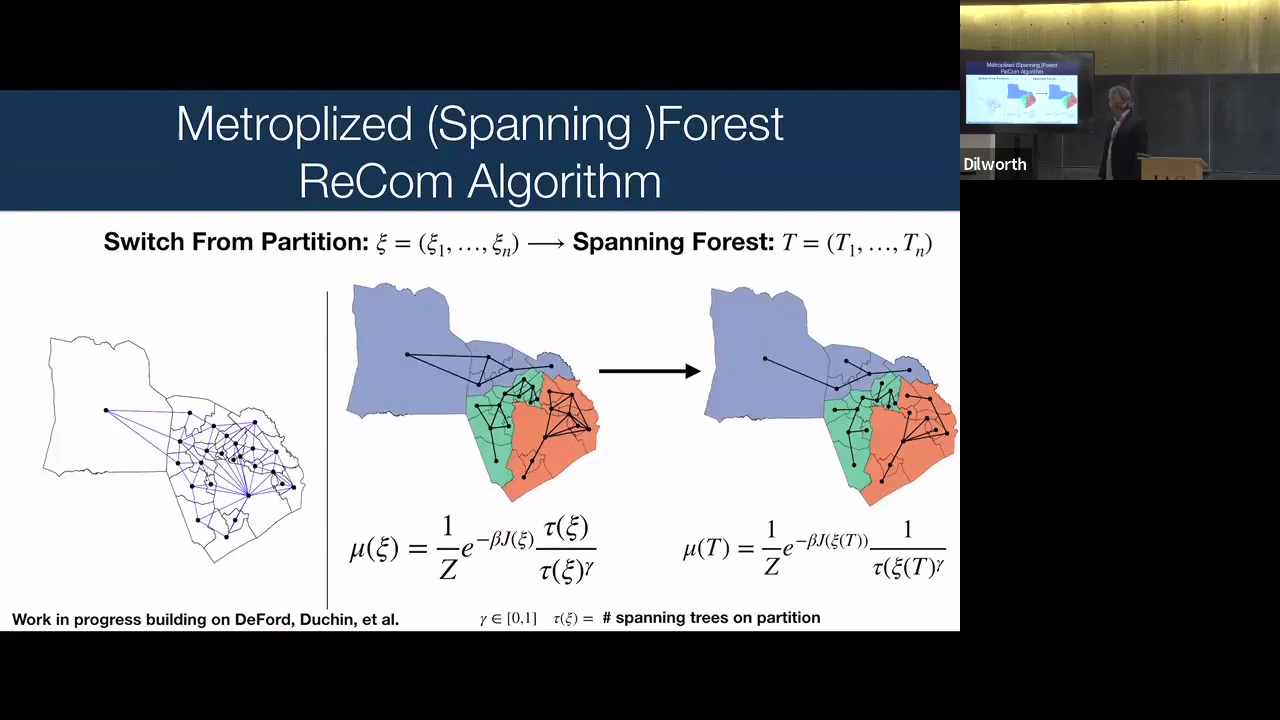 Metroplized (Spanning )Forest
ReCom Algorithm
Switch From Partition: ξ = (ξ₁, …, ξₙ) ⟶ Spanning Forest: T = (T₁, …, Tₙ)
μ(ξ) = 1/Z e^{-βJ(ξ)} τ(ξ)/τ(ξ)^γ
μ(T) = 1/Z e^{-βJ(ξ(T))} 1/τ(ξ(T)^γ
Work in progress building on DeFord, Duchin, et al.
γ ∈ [0,1] τ(ξ) = # spanning trees on partition
Metroplized (Spanning )Forest
ReCom Algorithm
Dilworth